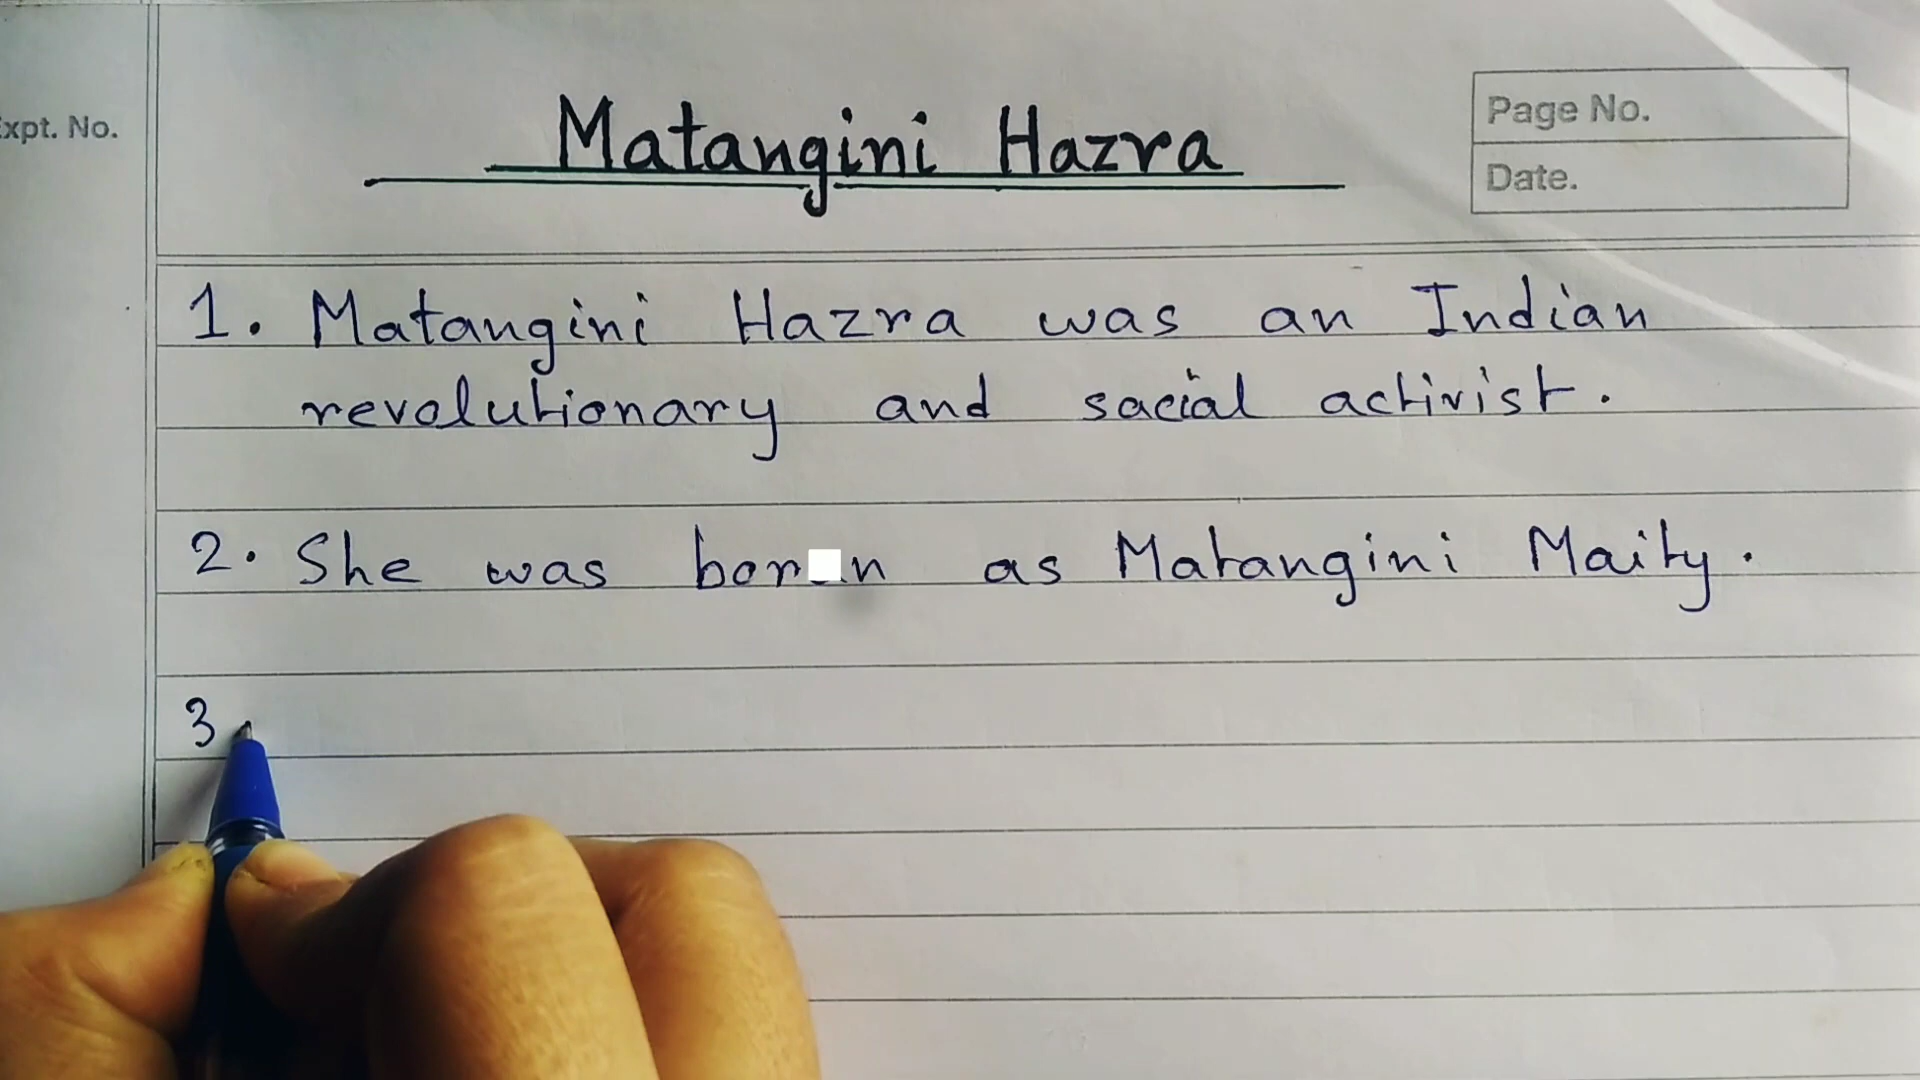 Expt. No.
Matangini Hazra
Page No.
Date.
1. Matangini Hazra was an Indian
revolutionary and sacial activist.
2. She was as Matangini Maity.
3